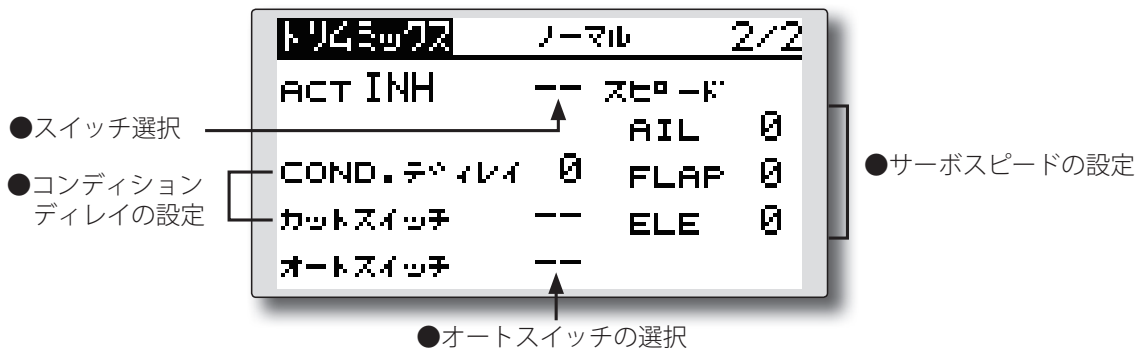 トリムミックス ノーマル 2/2
ACT INH -- スピード
AIL 0
COND.ディレイ 0 FLAP 0
カットスイッチ -- ELE 0
オートスイッチ --
●スイッチ選択
●コンディション
ディレイの設定
●サーボスピードの設定
●オートスイッチの選択